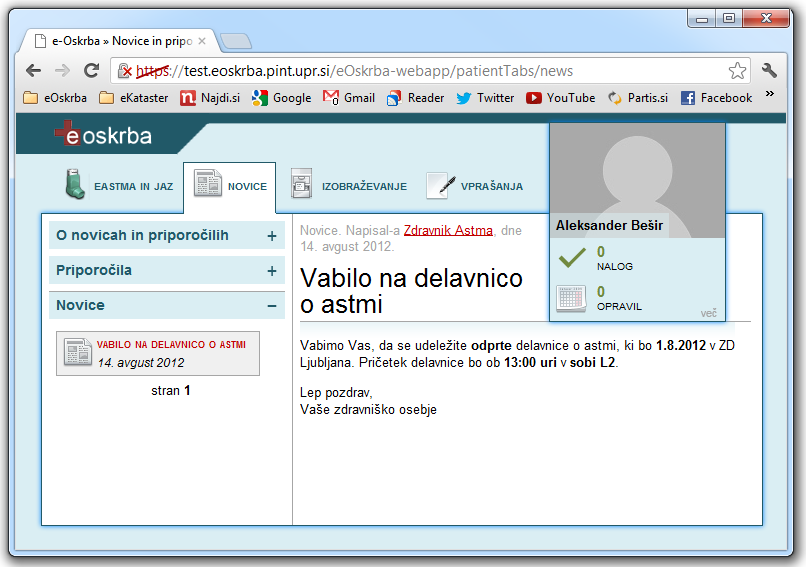 e-Oskrba » Novice in pripo
https://test.eoskrba.pint.upr.si/eOskrba-webapp/patientTabs/news
eOskrba eKataster Najdi.si Google Gmail Reader Twitter YouTube Partis.si Facebook »
eoskrba
EASTMA IN JAZ NOVICE IZOBRAŽEVANJE VPRAŠANJA
Aleksander Bešir
0
NALOG
0
OPRAVIL
več
O novicah in priporočilih +
Priporočila +
Novice −
VABILO NA DELAVNICO O ASTMI
14. avgust 2012
stran 1
Novice. Napisal-a Zdravnik Astma, dne
14. avgust 2012.
Vabilo na delavnico
o astmi
Vabimo Vas, da se udeležite odprte delavnice o astmi, ki bo 1.8.2012 v ZD
Ljubljana. Pričetek delavnice bo ob 13:00 uri v sobi L2.
Lep pozdrav,
Vaše zdravniško osebje